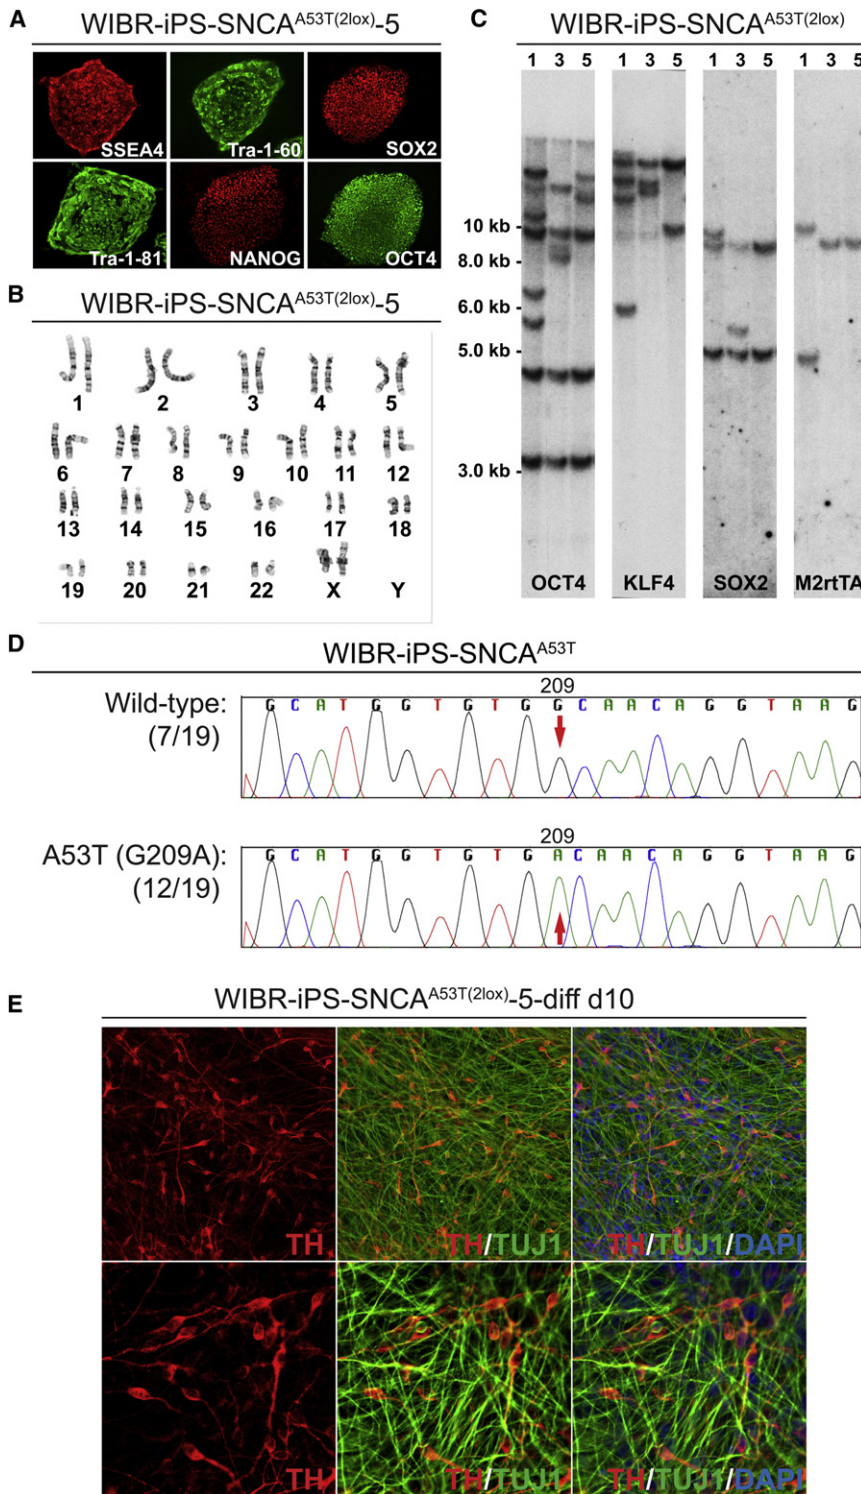 A
WIBR-iPS-SNCA^A53T(2lox)-5
SSEA4 Tra-1-60 SOX2
Tra-1-81 NANOG OCT4
B
WIBR-iPS-SNCA^A53T(2lox)-5
1 2 3 4 5
6 7 8 9 10 11 12
13 14 15 16 17 18
19 20 21 22 X Y
C
WIBR-iPS-SNCA^A53T(2lox)
1 3 5 1 3 5 1 3 5 1 3 5
10 kb
8.0 kb
6.0 kb
5.0 kb
3.0 kb
OCT4 KLF4 SOX2 M2rtTA
D
WIBR-iPS-SNCA^A53T
Wild-type:
(7/19)
209
G C A T G G T G T G G C A A C A G G T A A G
A53T (G209A):
(12/19)
209
G C A T G G T G T G A C A A C A G G T A A G
E
WIBR-iPS-SNCA^A53T(2lox)-5-diff d10
TH TH/TUJ1 TH/TUJ1/DAPI
TH TH/TUJ1 TH/TUJ1/DAPI